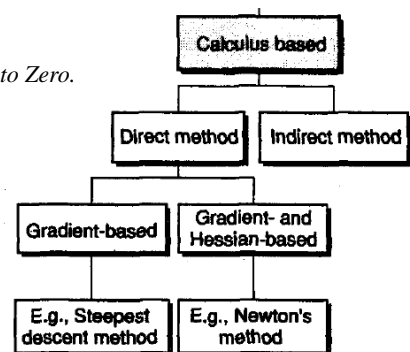 Calculus based
to Zero.
Direct method
Indirect method
Gradient-based
Gradient- and
Hessian-based
E.g., Steepest
descent method
E.g., Newton's
method